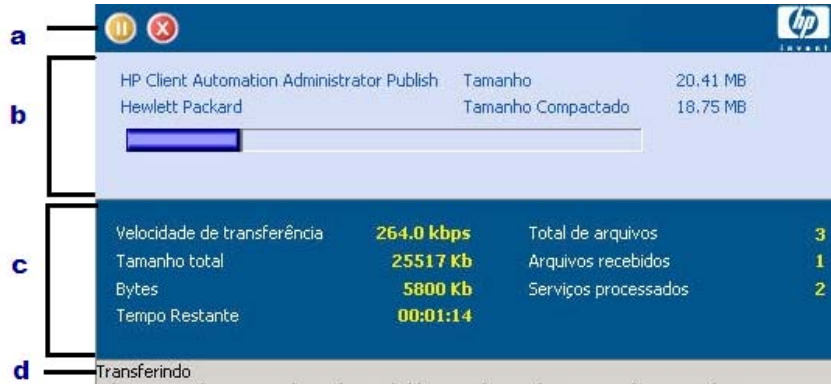 a
hp
invent
b
HP Client Automation Administrator Publish Tamanho 20.41 MB
Hewlett Packard Tamanho Compactado 18.75 MB
c
Velocidade de transferência 264.0 kbps Total de arquivos 3
Tamanho total 25517 Kb Arquivos recebidos 1
Bytes 5800 Kb Serviços processados 2
Tempo Restante 00:01:14
d
Transferindo